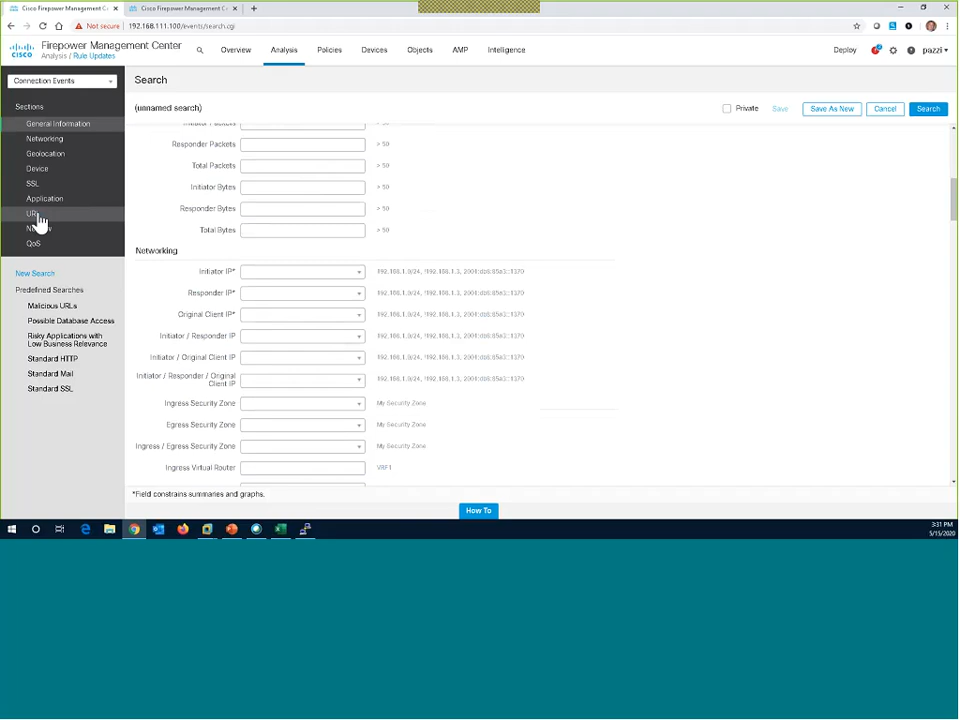 Cisco Firepower Management C
Cisco Firepower Management C
Not secure
192.168.111.100/events/search.cgi
CISCO
Firepower Management Center
Analysis / Rule Updates
Overview
Analysis
Policies
Devices
Objects
AMP
Intelligence
Deploy
pazzi
Connection Events
Search
Sections
(unnamed search)
Private
Save
Save As New
Cancel
Search
General Information
Networking
Geolocation
Device
SSL
Application
QoS
New Search
Predefined Searches
Malicious URLs
Possible Database Access
Risky Applications with
Low Business Relevance
Standard HTTP
Standard Mail
Standard SSL
Initiator Packets
Responder Packets > 50
Total Packets > 50
Initiator Bytes > 50
Responder Bytes > 50
Total Bytes > 50
Networking
Initiator IP* 192.168.1.0/24, !192.168.1.3, 2001:db8:85a3::1370
Responder IP* 192.168.1.0/24, !192.168.1.3, 2001:db8:85a3::1370
Original Client IP* 192.168.1.0/24, !192.168.1.3, 2001:db8:85a3::1370
Initiator / Responder IP 192.168.1.0/24, !192.168.1.3, 2001:db8:85a3::1370
Initiator / Original Client IP 192.168.1.0/24, !192.168.1.3, 2001:db8:85a3::1370
Initiator / Responder / Original
Client IP 192.168.1.0/24, !192.168.1.3, 2001:db8:85a3::1370
Ingress Security Zone My Security Zone
Egress Security Zone My Security Zone
Ingress / Egress Security Zone My Security Zone
Ingress Virtual Router VRF1
*Field constrains summaries and graphs.
How To
3:31 PM
5/15/2020